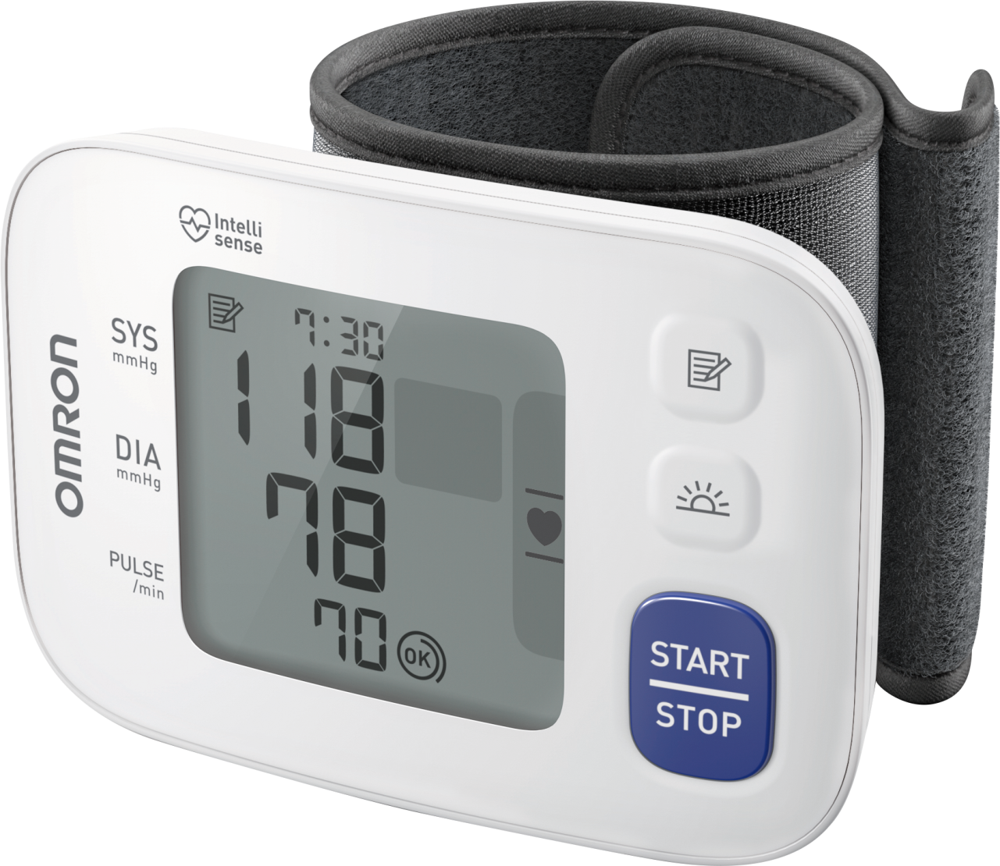 Intelli
sense
OMRON
7:30
SYS
mmHg
118
DIA
mmHg
78
PULSE
/min
70 OK
START
STOP